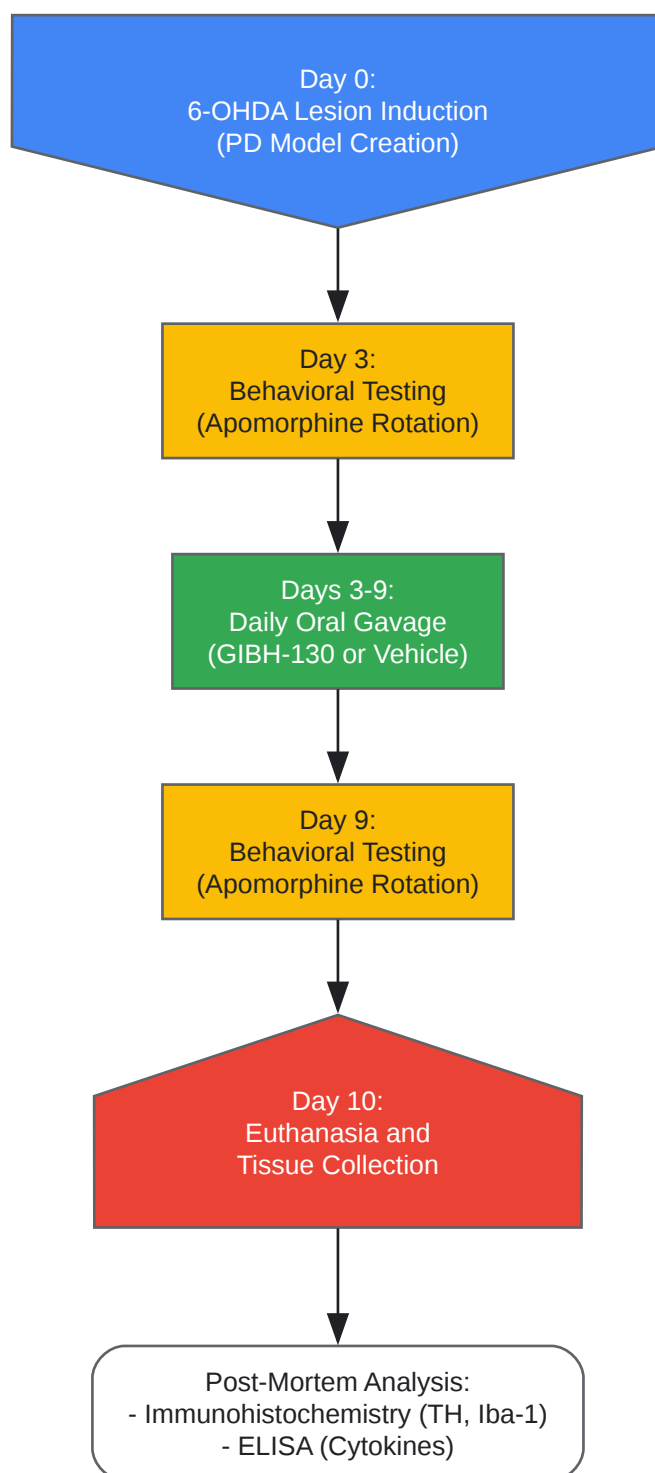 Day 0:
6-OHDA Lesion Induction
(PD Model Creation)
Day 3:
Behavioral Testing
(Apomorphine Rotation)
Days 3-9:
Daily Oral Gavage
(GIBH-130 or Vehicle)
Day 9:
Behavioral Testing
(Apomorphine Rotation)
Day 10:
Euthanasia and
Tissue Collection
Post-Mortem Analysis:
- Immunohistochemistry (TH, Iba-1)
- ELISA (Cytokines)